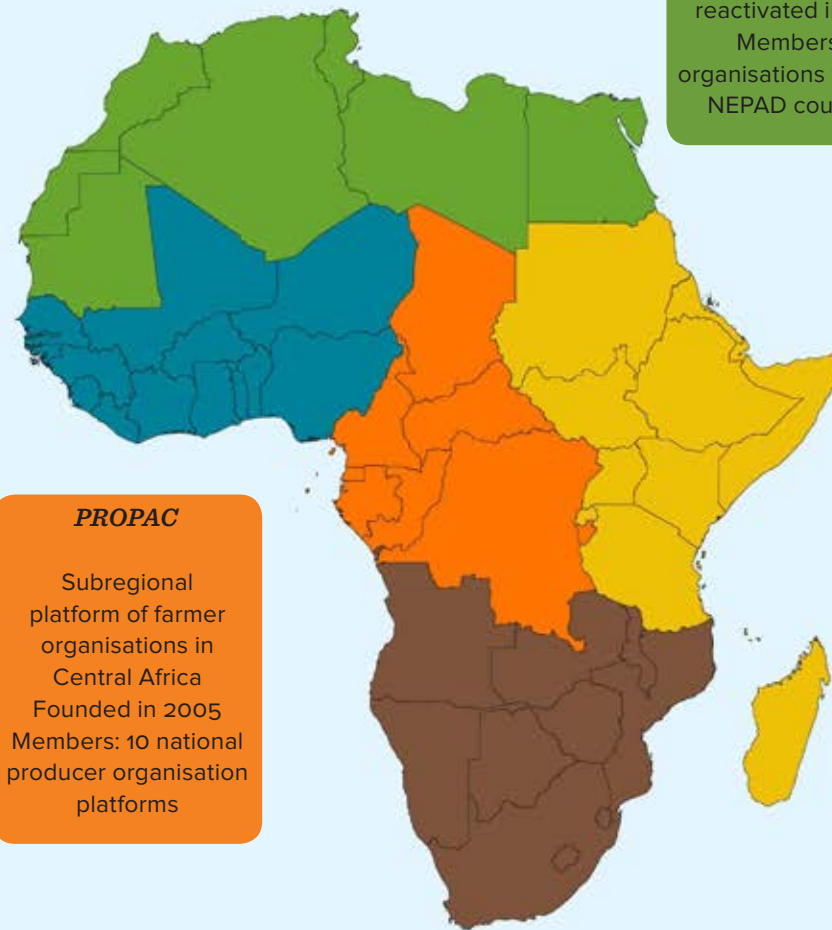 reactivated i
Members
organisations
NEPAD cou
PROPAC
Subregional
platform of farmer
organisations in
Central Africa
Founded in 2005
Members: 10 national
producer organisation
platforms